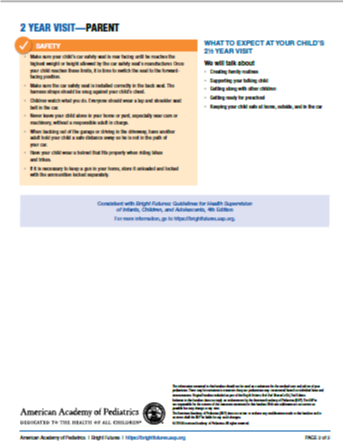 2 YEAR VISIT—PARENT
SAFETY
Make sure your child's car safety seat is rear facing until he reaches the
highest weight or height allowed by the car safety seat's manufacturer. Once
your child reaches these limits, it is time to switch the seat to the forward-
facing position.
Make sure the car safety seat is installed correctly in the back seat. The
harness straps should be snug against your child's chest.
Children watch what you do. Everyone should wear a lap and shoulder seat
belt in the car.
Never leave your child alone in your home or yard, especially near cars or
machinery, without a responsible adult in charge.
When backing out of the garage or driving in the driveway, have another
adult hold your child a safe distance away so he is not in the path of
your car.
Have your child wear a helmet that fits properly when riding bikes
and trikes.
If it is necessary to keep a gun in your home, store it unloaded and locked
with the ammunition locked separately.
WHAT TO EXPECT AT YOUR CHILD'S
2½ YEAR VISIT
We will talk about
Creating family routines
Supporting your talking child
Getting along with other children
Getting ready for preschool
Keeping your child safe at home, outside, and in the car
Consistent with Bright Futures: Guidelines for Health Supervision
of Infants, Children, and Adolescents, 4th Edition
For more information, go to https://brightfutures.aap.org.
American Academy of Pediatrics
DEDICATED TO THE HEALTH OF ALL CHILDREN®
American Academy of Pediatrics | Bright Futures | https://brightfutures.aap.org
PAGE 2 of 2